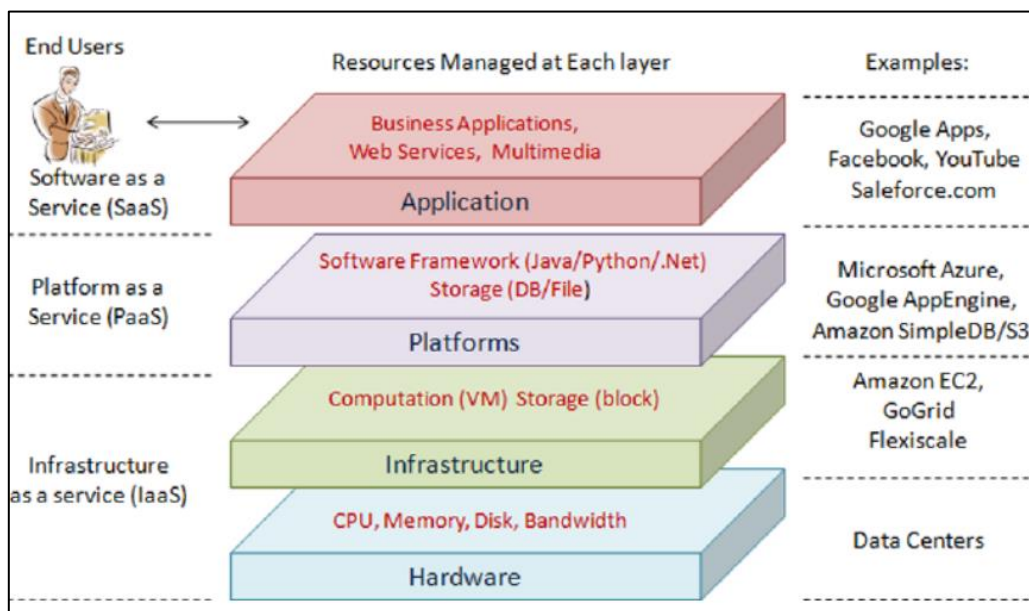 End Users
Resources Managed at Each layer
Examples:
Business Applications,
Web Services, Multimedia
Application
Software as a
Service (SaaS)
Google Apps,
Facebook, YouTube
Saleforce.com
Platform as a
Service (PaaS)
Software Framework (Java/Python/.Net)
Storage (DB/File)
Platforms
Microsoft Azure,
Google AppEngine,
Amazon SimpleDB/S3
Infrastructure
as a service (IaaS)
Computation (VM) Storage (block)
Infrastructure
Amazon EC2,
GoGrid
Flexiscale
CPU, Memory, Disk, Bandwidth
Hardware
Data Centers